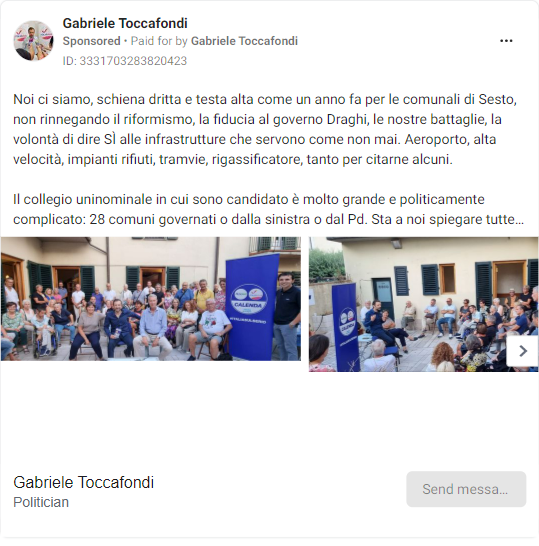 Gabriele Toccafondi
Sponsored • Paid for by Gabriele Toccafondi
ID: 3331703283820423
Noi ci siamo, schiena dritta e testa alta come un anno fa per le comunali di Sesto,
non rinnegando il riformismo, la fiducia al governo Draghi, le nostre battaglie, la
volontà di dire SÌ alle infrastrutture che servono come non mai. Aeroporto, alta
velocità, impianti rifiuti, tramvie, rigassificatore, tanto per citarne alcuni.
Il collegio uninominale in cui sono candidato è molto grande e politicamente
complicato: 28 comuni governati o dalla sinistra o dal Pd. Sta a noi spiegare tutte...
CALENDA
CALENDA
Gabriele Toccafondi
Politician
Send messa...